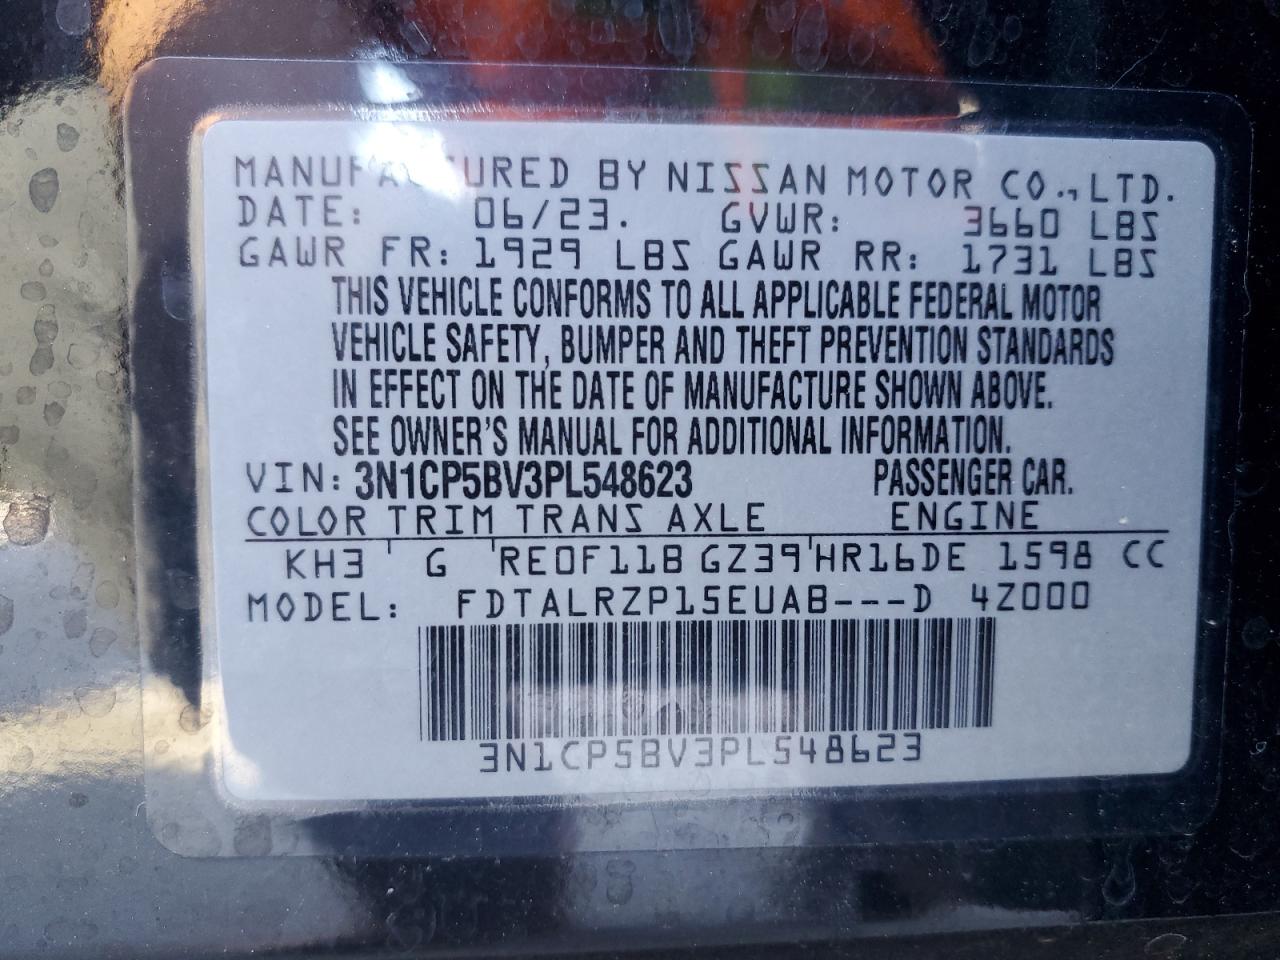 MANUFACTURED BY NISSAN MOTOR CO.,LTD.
DATE: 06/23. GVWR: 3660 LBS
GAWR FR: 1929 LBS GAWR RR: 1731 LBS
THIS VEHICLE CONFORMS TO ALL APPLICABLE FEDERAL MOTOR
VEHICLE SAFETY, BUMPER AND THEFT PREVENTION STANDARDS
IN EFFECT ON THE DATE OF MANUFACTURE SHOWN ABOVE.
SEE OWNER'S MANUAL FOR ADDITIONAL INFORMATION.
VIN: 3N1CP5BV3PL548623 PASSENGER CAR.
COLOR TRIM TRANS AXLE ENGINE
KH3 G RE0F11B GZ39 HR16DE 1598 CC
MODEL: FDTALRZP15EUAB---D 4Z000
3N1CP5BV3PL548623